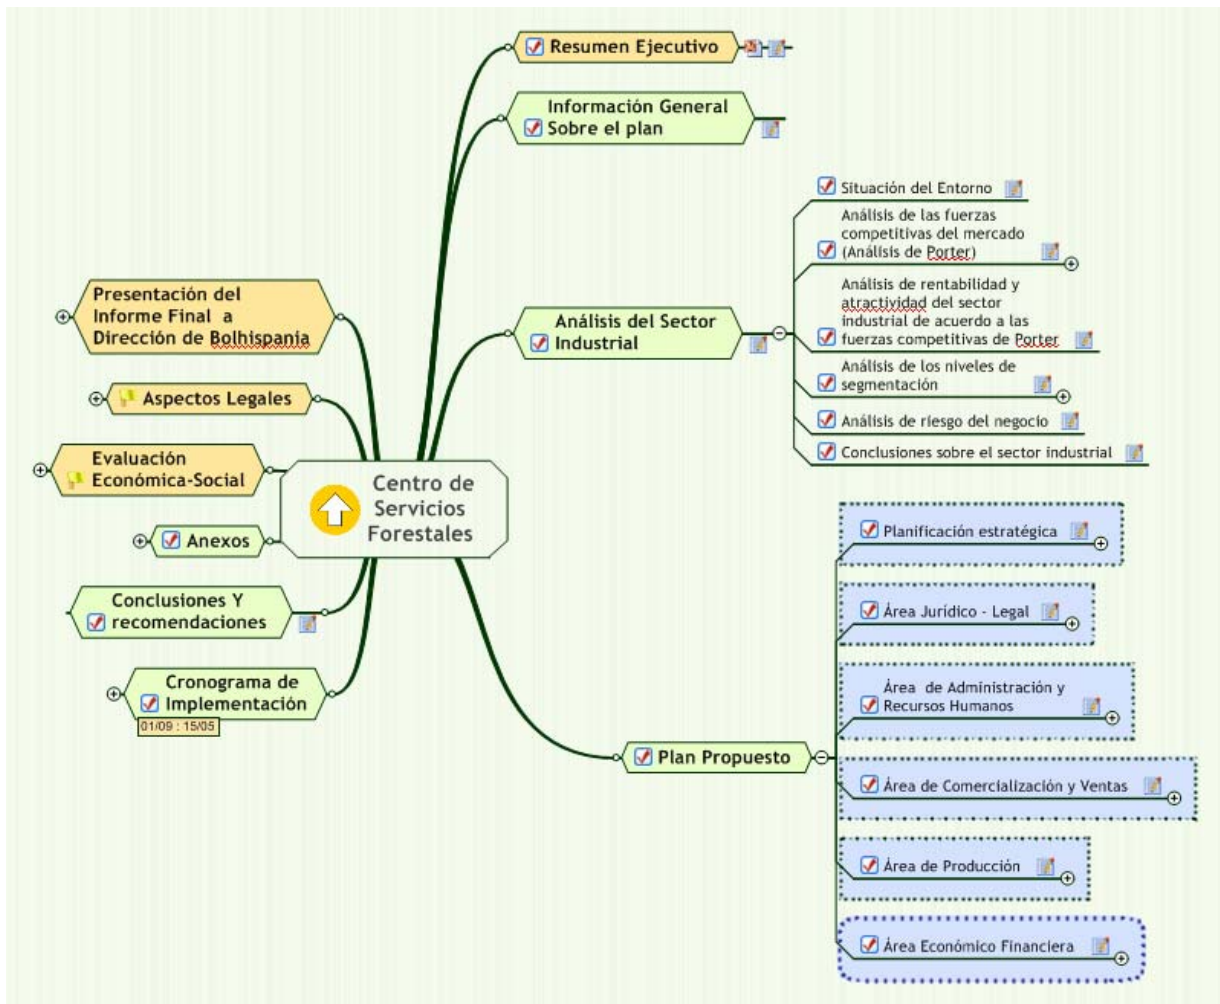 Resumen Ejecutivo
Información General
Sobre el plan
Análisis del Sector
Industrial
Situación del Entorno
Análisis de las fuerzas
competitivas del mercado
(Análisis de Porter)
Análisis de rentabilidad y
atractividad del sector
industrial de acuerdo a las
fuerzas competitivas de Porter
Análisis de los niveles de
segmentación
Análisis de riesgo del negocio
Conclusiones sobre el sector industrial
Presentación del
Informe Final a
Dirección de Bolhispania
Aspectos Legales
Evaluación
Económica-Social
Centro de
Servicios
Forestales
Anexos
Conclusiones Y
recomendaciones
Cronograma de
Implementación
01/09 : 15/05
Plan Propuesto
Planificación estratégica
Área Jurídico - Legal
Área de Administración y
Recursos Humanos
Área de Comercialización y Ventas
Área de Producción
Área Económico Financiera